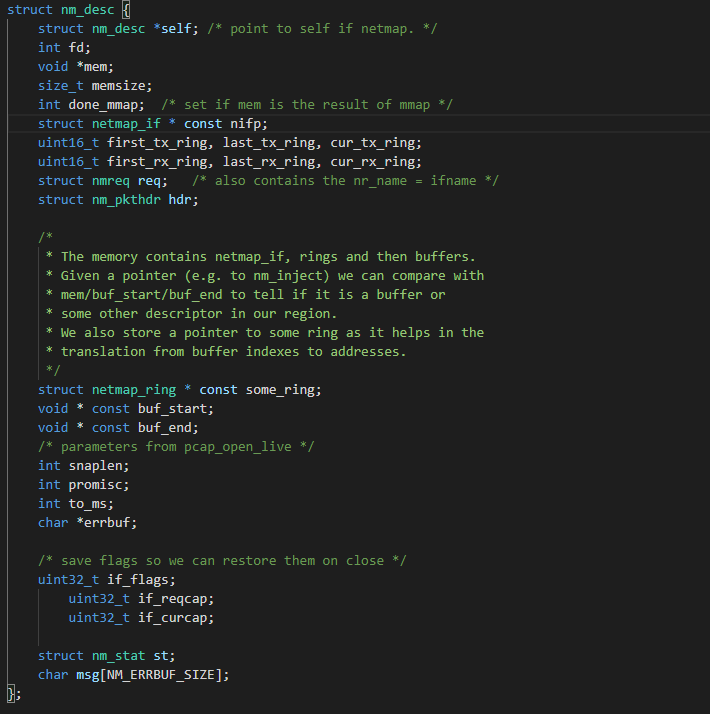 struct nm_desc {
    struct nm_desc *self; /* point to self if netmap. */
    int fd;
    void *mem;
    size_t memsize;
    int done_mmap;  /* set if mem is the result of mmap */
    struct netmap_if * const nifp;
    uint16_t first_tx_ring, last_tx_ring, cur_tx_ring;
    uint16_t first_rx_ring, last_rx_ring, cur_rx_ring;
    struct nmreq req;   /* also contains the nr_name = ifname */
    struct nm_pkthdr hdr;

    /*
     * The memory contains netmap_if, rings and then buffers.
     * Given a pointer (e.g. to nm_inject) we can compare with
     * mem/buf_start/buf_end to tell if it is a buffer or
     * some other descriptor in our region.
     * We also store a pointer to some ring as it helps in the
     * translation from buffer indexes to addresses.
     */
    struct netmap_ring * const some_ring;
    void * const buf_start;
    void * const buf_end;
    /* parameters from pcap_open_live */
    int snaplen;
    int promisc;
    int to_ms;
    char *errbuf;

    /* save flags so we can restore them on close */
    uint32_t if_flags;
        uint32_t if_reqcap;
        uint32_t if_curcap;

    struct nm_stat st;
    char msg[NM_ERRBUF_SIZE];
};